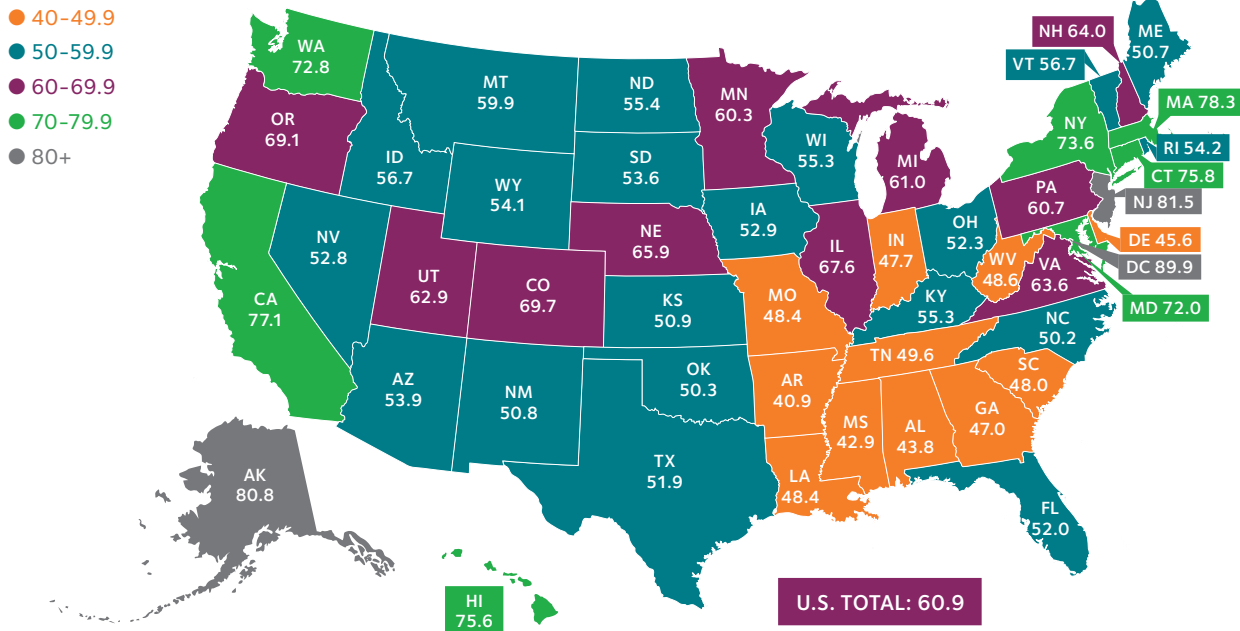 40-49.9
50-59.9
60-69.9
70-79.9
80+
WA
72.8
OR
69.1
CA
77.1
ID
56.7
NV
52.8
MT
59.9
WY
54.1
UT
62.9
CO
69.7
AZ
53.9
NM
50.8
ND
55.4
SD
53.6
NE
65.9
KS
50.9
OK
50.3
TX
51.9
MN
60.3
IA
52.9
MO
48.4
AR
40.9
LA
48.4
WI
55.3
IL
67.6
MI
61.0
IN
47.7
OH
52.3
KY
55.3
TN 49.6
MS
42.9
AL
43.8
GA
47.0
FL
52.0
SC
48.0
NC
50.2
VA
63.6
WV
48.6
PA
60.7
NY
73.6
VT 56.7
NH 64.0
ME
50.7
MA 78.3
RI 54.2
CT 75.8
NJ 81.5
DE 45.6
DC 89.9
MD 72.0
AK
80.8
HI
75.6
U.S. TOTAL: 60.9